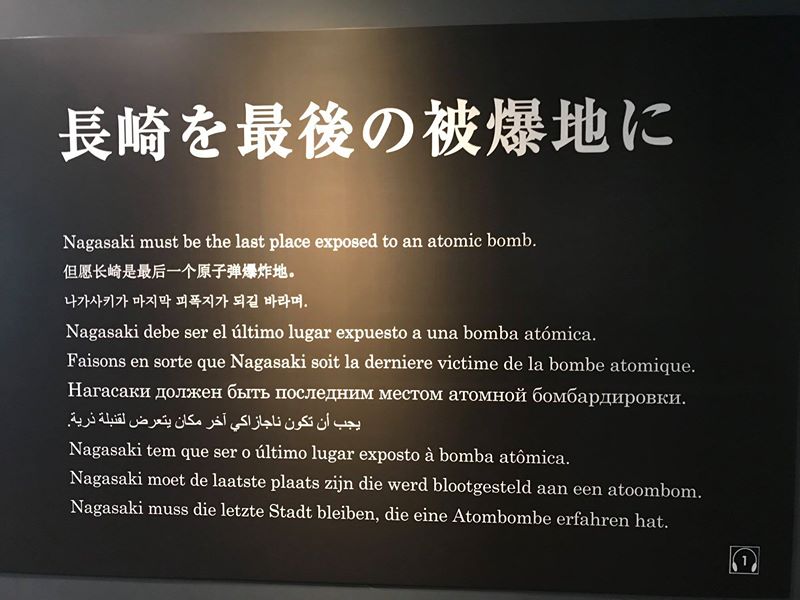 長崎を最後の被爆地に
Nagasaki must be the last place exposed to an atomic bomb.
但愿长崎是最后一个原子弹爆炸地。
나가사키가 마지막 피폭지가 되길 바라며.
Nagasaki debe ser el último lugar expuesto a una bomba atómica.
Faisons en sorte que Nagasaki soit la derniere victime de la bombe atomique.
Нагасаки должен быть последним местом атомной бомбардировки.
يجب أن تكون ناجازاكي آخر مكان يتعرض لقنبلة ذرية.
Nagasaki tem que ser o último lugar exposto à bomba atômica.
Nagasaki moet de laatste plaats zijn die werd blootgesteld aan een atoombom.
Nagasaki muss die letzte Stadt bleiben, die eine Atombombe erfahren hat.
1